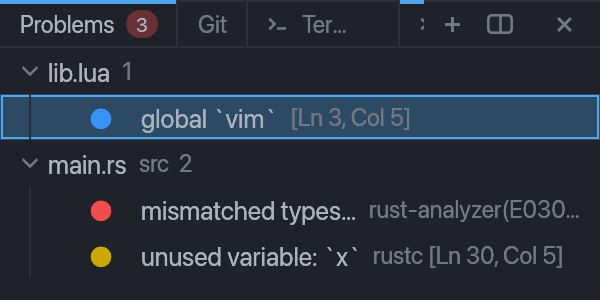 Problems 3 Git Ter...
lib.lua 1
global `vim` [Ln 3, Col 5]
main.rs src 2
mismatched types... rust-analyzer(E030...
unused variable: `x` rustc [Ln 30, Col 5]